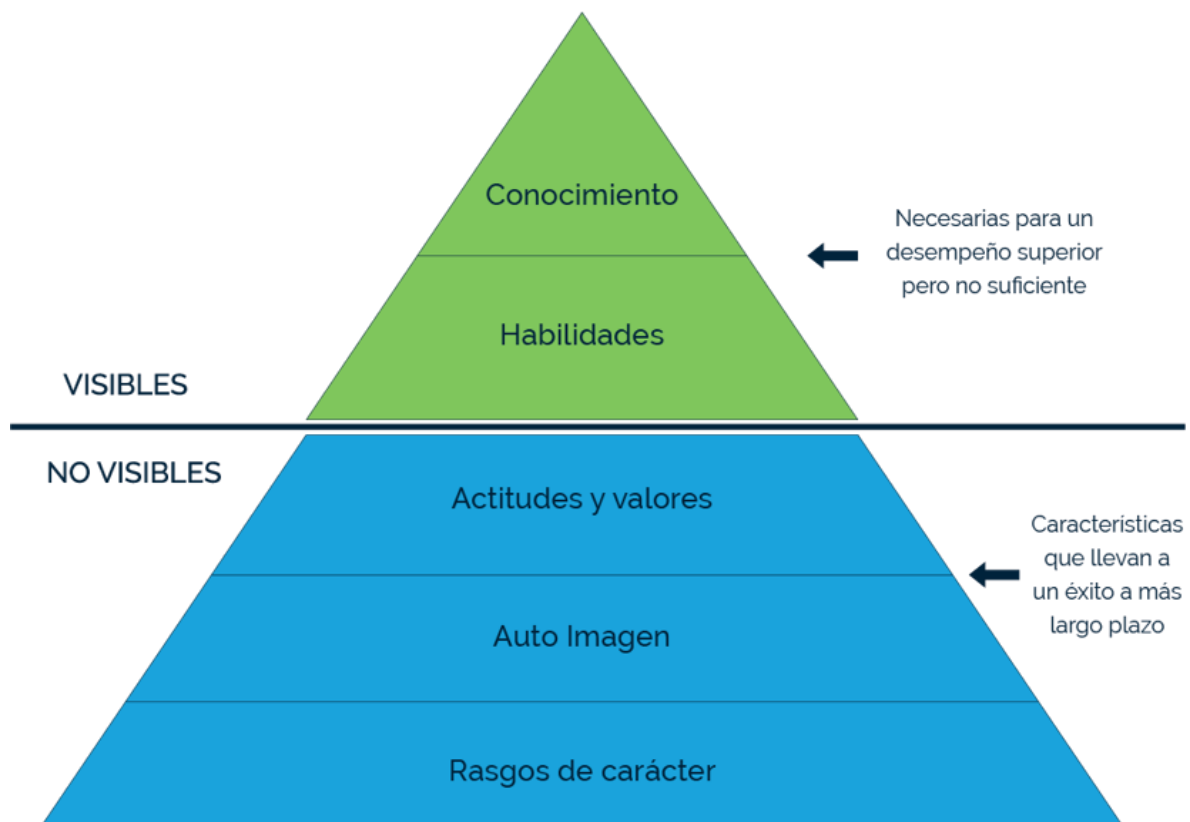 Conocimiento
Necesarias para un
desempeño superior
pero no suficiente
Habilidades
VISIBLES
NO VISIBLES
Actitudes y valores
Características
que llevan a
un éxito a más
largo plazo
Auto Imagen
Rasgos de carácter